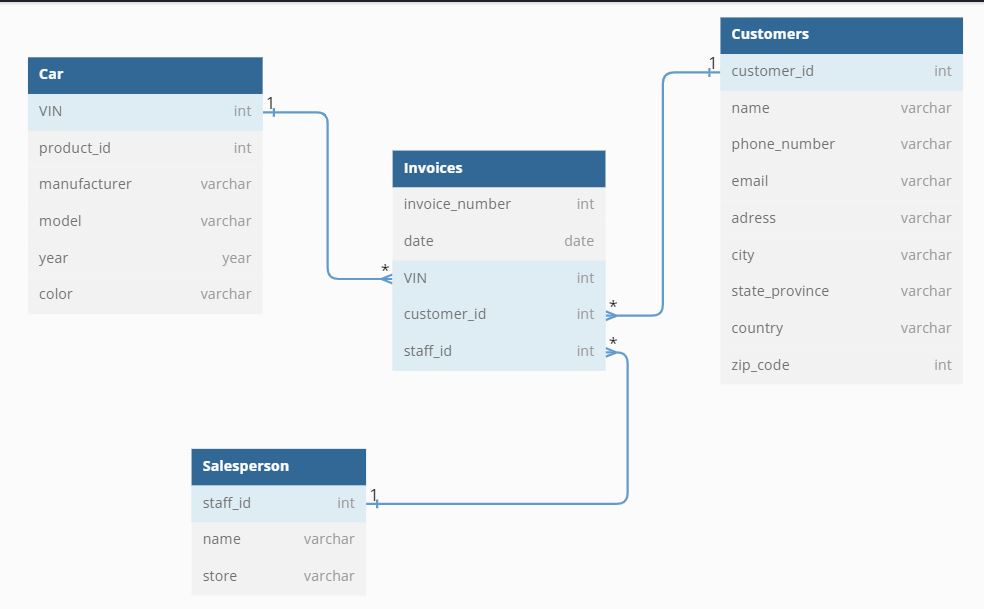 Car
VIN int
product_id int
manufacturer varchar
model varchar
year year
color varchar
1
*
Invoices
invoice_number int
date date
VIN int
customer_id int
staff_id int
*
*
1
Customers
customer_id int
name varchar
phone_number varchar
email varchar
adress varchar
city varchar
state_province varchar
country varchar
zip_code int
Salesperson
staff_id int
name varchar
store varchar
1